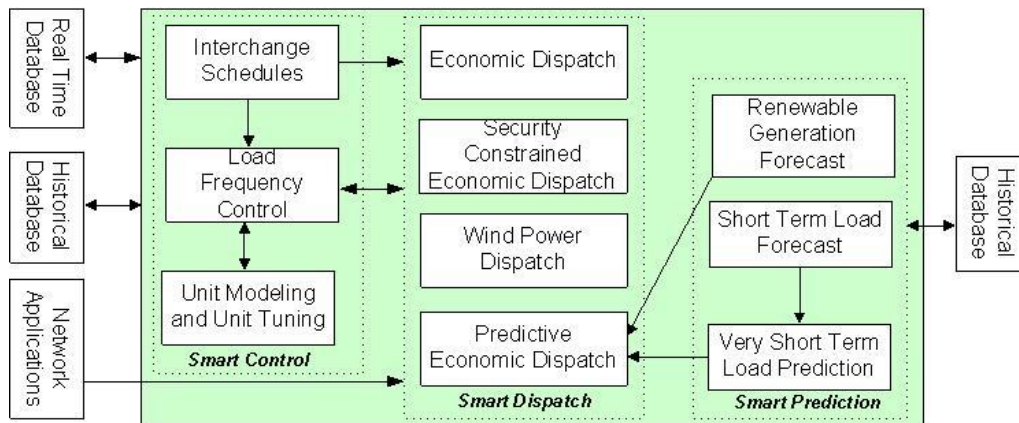 Real Time
Database
Historical
Database
Network
Applications
Interchange
Schedules
Load
Frequency
Control
Unit Modeling
and Unit Tuning
Smart Control
Economic Dispatch
Security
Constrained
Economic Dispatch
Wind Power
Dispatch
Predictive
Economic Dispatch
Smart Dispatch
Renewable
Generation
Forecast
Short Term Load
Forecast
Very Short Term
Load Prediction
Smart Prediction
Historical
Database